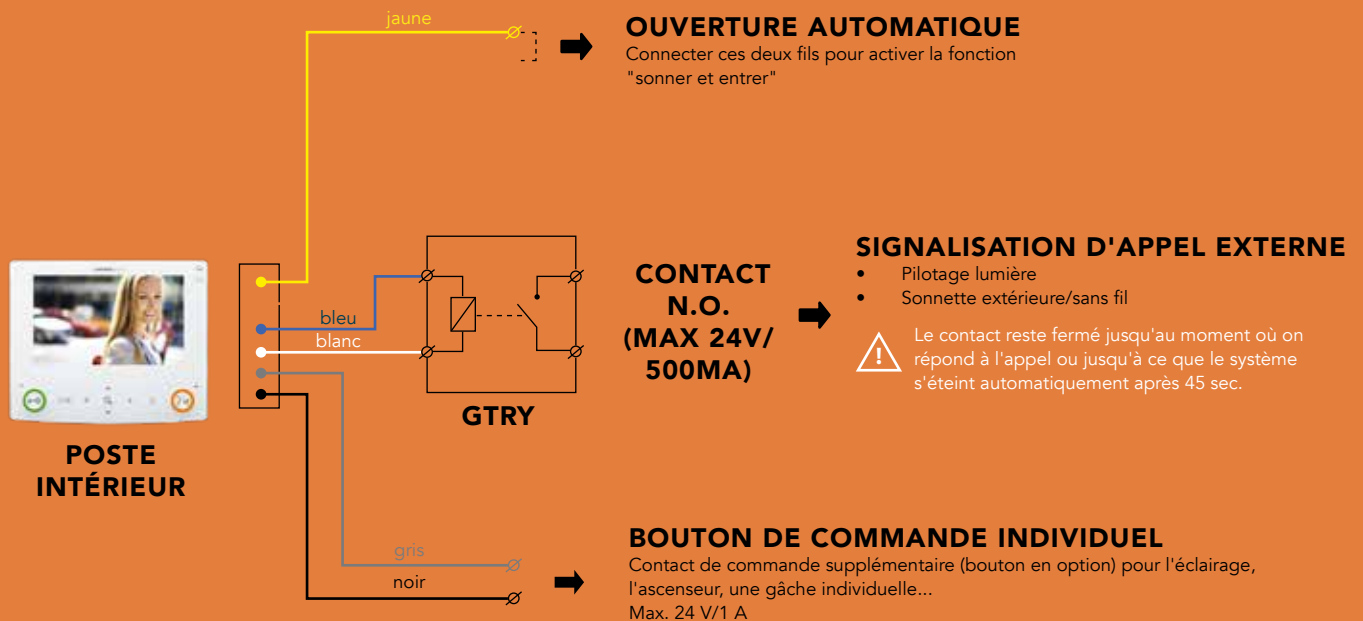 jaune
OUVERTURE AUTOMATIQUE
Connecter ces deux fils pour activer la fonction
"sonner et entrer"
bleu
blanc
GTRY
CONTACT
N.O.
(MAX 24V/
500MA)
SIGNALISATION D'APPEL EXTERNE
• Pilotage lumière
• Sonnette extérieure/sans fil
! Le contact reste fermé jusqu'au moment où on
répond à l'appel ou jusqu'à ce que le système
s'éteint automatiquement après 45 sec.
POSTE
INTÉRIEUR
gris
noir
BOUTON DE COMMANDE INDIVIDUEL
Contact de commande supplémentaire (bouton en option) pour l'éclairage,
l'ascenseur, une gâche individuelle...
Max. 24 V/1 A